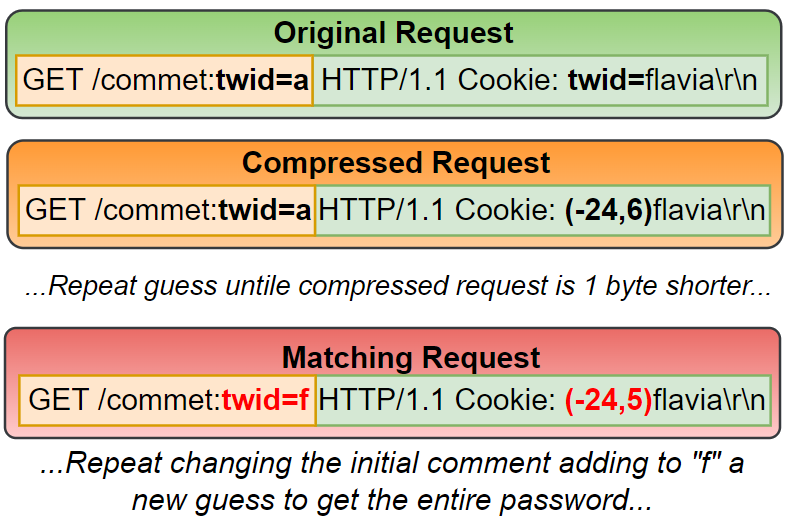 Original Request
GET /commet:twid=a HTTP/1.1 Cookie: twid=flavia\r\n
Compressed Request
GET /commet:twid=a HTTP/1.1 Cookie: (-24,6)flavia\r\n
...Repeat guess untile compressed request is 1 byte shorter...
Matching Request
GET /commet:twid=f HTTP/1.1 Cookie: (-24,5)flavia\r\n
...Repeat changing the initial comment adding to "f" a
new guess to get the entire password...